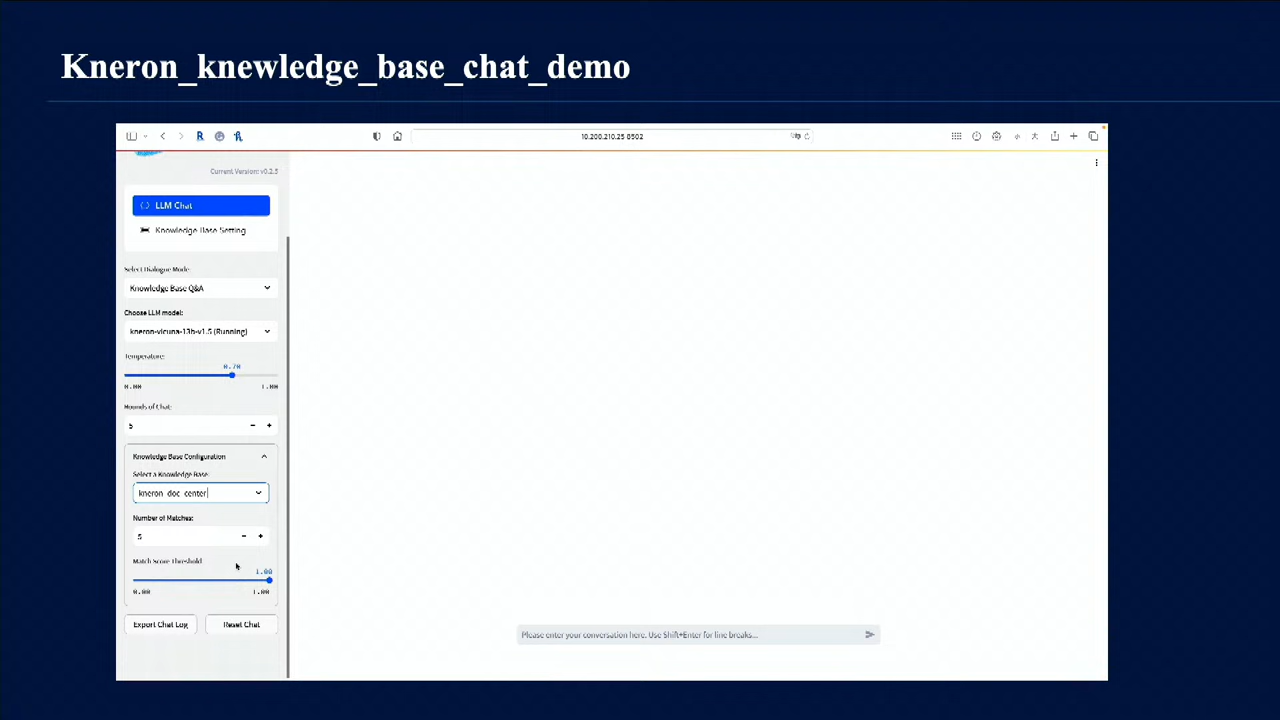 Kneron_knewledge_base_chat_demo
10.200.210.25:8502
Current Version: v0.2.5
LLM Chat
Knowledge Base Setting
Select Dialogue Mode:
Knowledge Base Q&A
Choose LLM model:
kneron-vicuna-13b-v1.5 (Running)
Temperature:
0.70
0.00 1.00
Rounds of Chat:
5
Knowledge Base Configuration
Select a Knowledge Base:
kneron_doc_center
Number of Matches:
5
Match Score Threshold
1.00
0.00 1.00
Export Chat Log Reset Chat
Please enter your conversation here. Use Shift+Enter for line breaks...